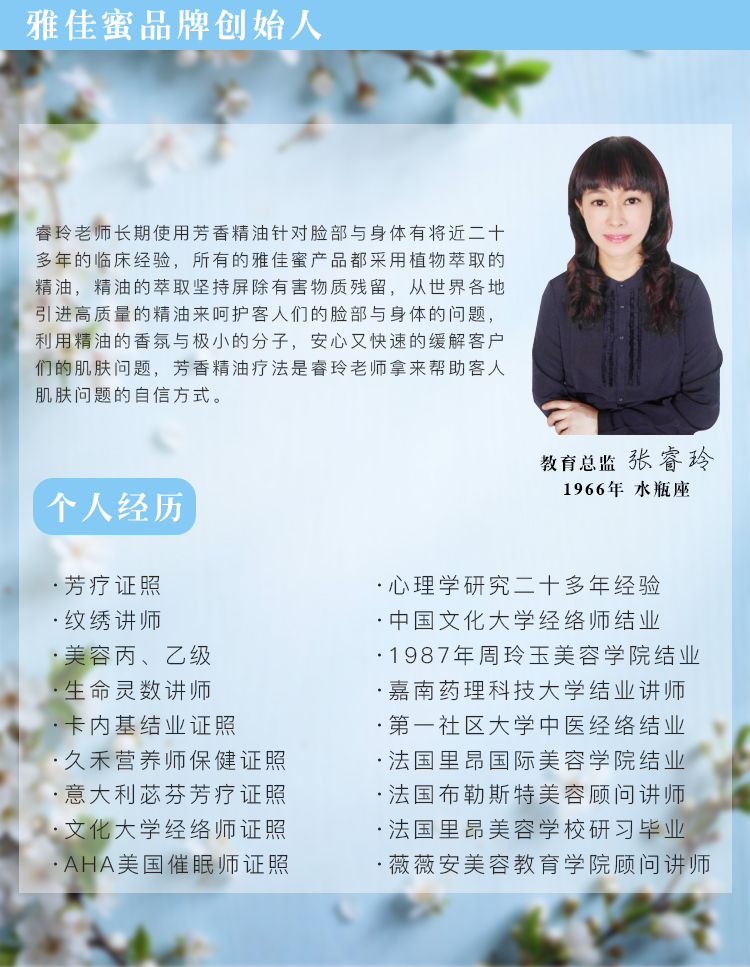 雅佳蜜品牌创始人
睿玲老师长期使用芳香精油针对脸部与身体有将近二十
多年的临床经验，所有的雅佳蜜产品都采用植物萃取的
精油，精油的萃取坚持屏除有害物质残留，从世界各地
引进高质量的精油来呵护客人们的脸部与身体的问题，
利用精油的香氛与极小的分子，安心又快速的缓解客户
们的肌肤问题，芳香精油疗法是睿玲老师拿来帮助客人
肌肤问题的自信方式。
教育总监 张睿玲
1966年 水瓶座
个人经历
·芳疗证照
·纹绣讲师
·美容丙、乙级
·生命灵数讲师
·卡内基结业证照
·久禾营养师保健证照
·意大利苾芬芳疗证照
·文化大学经络师证照
·AHA美国催眠师证照
·心理学研究二十多年经验
·中国文化大学经络师结业
·1987年周玲玉美容学院结业
·嘉南药理科技大学结业讲师
·第一社区大学中医经络结业
·法国里昂国际美容学院结业
·法国布勒斯特美容顾问讲师
·法国里昂美容学校研习毕业
·薇薇安美容教育学院顾问讲师